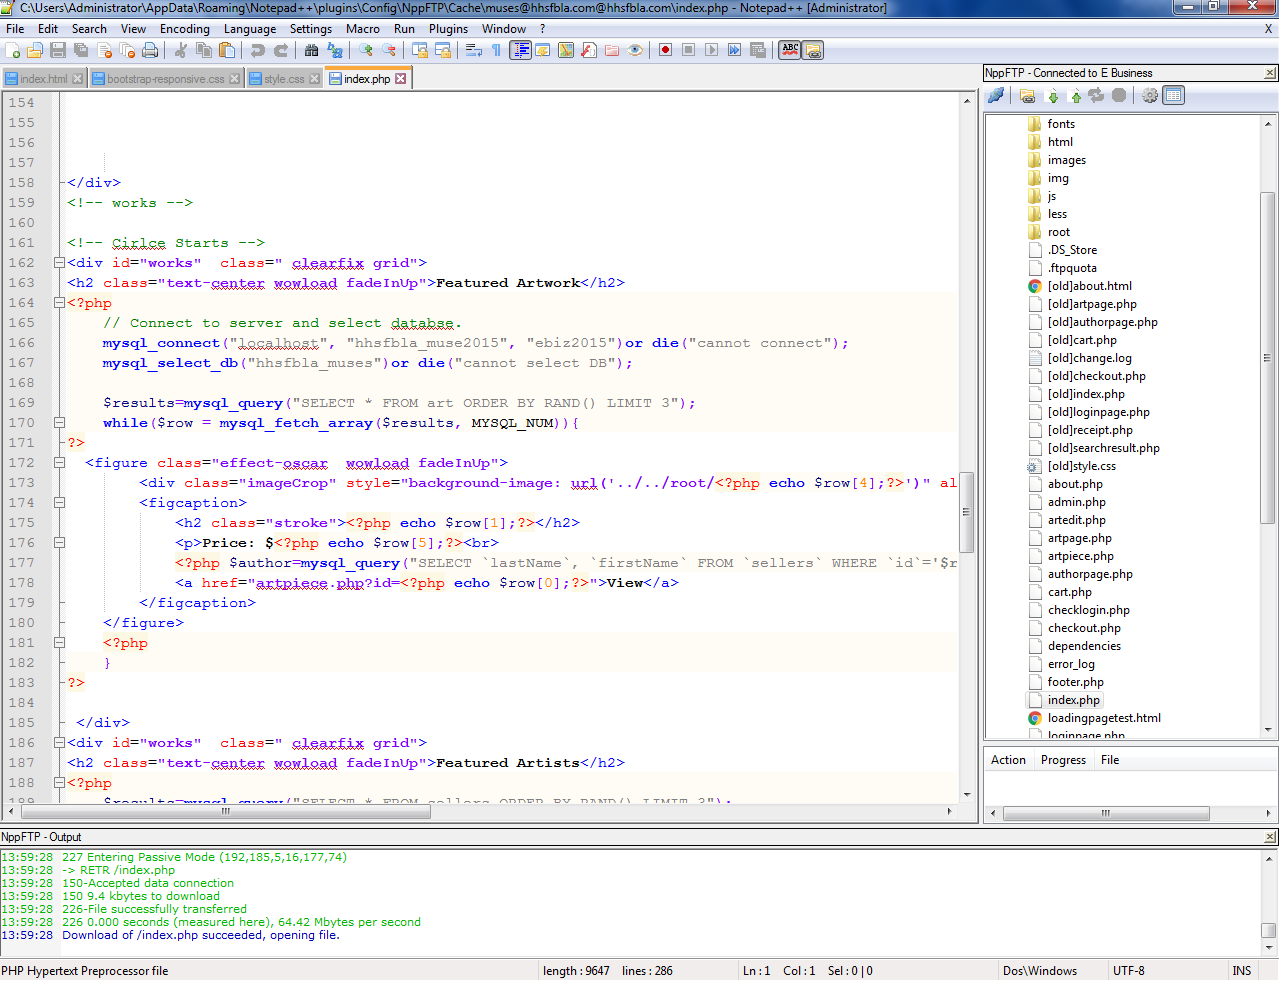 C:\Users\Administrator\AppData\Roaming\Notepad++\plugins\Config\NppFTP\Cache\muses@hhsfbla.com@hhsfbla.com\index.php - Notepad++ [Administrator]
File Edit Search View Encoding Language Settings Macro Run Plugins Window ? X
index.html bootstrap-responsive.css style.css index.php
154
155
156
157
158 </div>
159 <!-- works -->
160
161 <!-- Cirlce Starts -->
162 <div id="works"  class=" clearfix grid">
163 <h2 class="text-center wowload fadeInUp">Featured Artwork</h2>
164 <?php
165 // Connect to server and select databse.
166 mysql_connect("localhost", "hhsfbla_muse2015", "ebiz2015")or die("cannot connect");
167 mysql_select_db("hhsfbla_muses")or die("cannot select DB");
168
169 $results=mysql_query("SELECT * FROM art ORDER BY RAND() LIMIT 3");
170 while($row = mysql_fetch_array($results, MYSQL_NUM)){
171 ?>
172 <figure class="effect-oscar  wowload fadeInUp">
173 <div class="imageCrop" style="background-image: url('../../root/<?php echo $row[4];?>')" al
174 <figcaption>
175 <h2 class="stroke"><?php echo $row[1];?></h2>
176 <p>Price: $<?php echo $row[5];?><br>
177 <?php $author=mysql_query("SELECT `lastName`, `firstName` FROM `sellers` WHERE `id`='$r
178 <a href="artpiece.php?id=<?php echo $row[0];?>">View</a>
179 </figcaption>
180 </figure>
181 <?php
182 }
183 ?>
184
185 </div>
186 <div id="works"  class=" clearfix grid">
187 <h2 class="text-center wowload fadeInUp">Featured Artists</h2>
188 <?php
189 $results=mysql_query("SELECT * FROM sellers ORDER BY RAND() LIMIT 3");
NppFTP - Connected to E Business
fonts
html
images
img
js
less
root
.DS_Store
.ftpquota
[old]about.html
[old]artpage.php
[old]authorpage.php
[old]cart.php
[old]change.log
[old]checkout.php
[old]index.php
[old]loginpage.php
[old]receipt.php
[old]searchresult.php
[old]style.css
about.php
admin.php
artedit.php
artpage.php
artpiece.php
authorpage.php
cart.php
checklogin.php
checkout.php
dependencies
error_log
footer.php
index.php
loadingpagetest.html
loginpage.php
Action Progress File
NppFTP - Output
13:59:28 227 Entering Passive Mode (192,185,5,16,177,74)
13:59:28 -> RETR /index.php
13:59:28 150-Accepted data connection
13:59:28 150 9.4 kbytes to download
13:59:28 226-File successfully transferred
13:59:28 226 0.000 seconds (measured here), 64.42 Mbytes per second
13:59:28 Download of /index.php succeeded, opening file.
PHP Hypertext Preprocessor file length : 9647 lines : 286 Ln : 1 Col : 1 Sel : 0 | 0 Dos\Windows UTF-8 INS